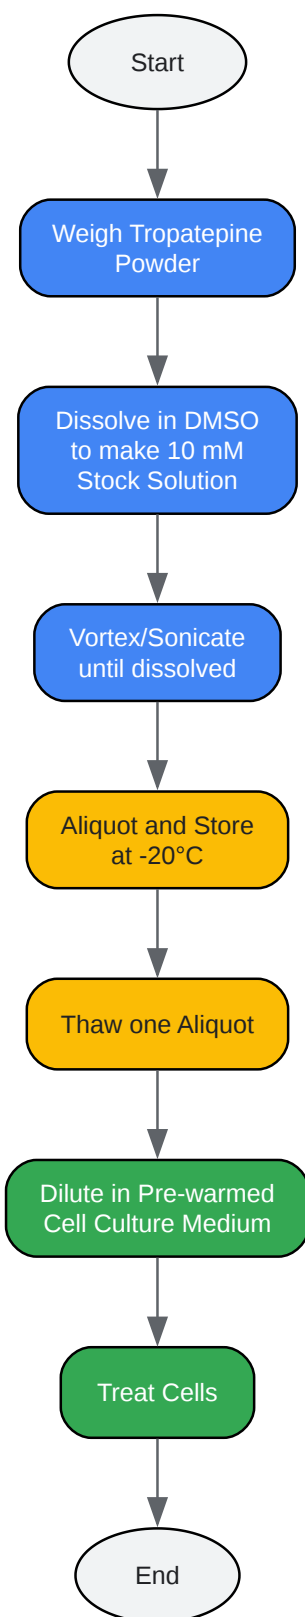 Start
Weigh Tropatepine
Powder
Dissolve in DMSO
to make 10 mM
Stock Solution
Vortex/Sonicate
until dissolved
Aliquot and Store
at -20°C
Thaw one Aliquot
Dilute in Pre-warmed
Cell Culture Medium
Treat Cells
End